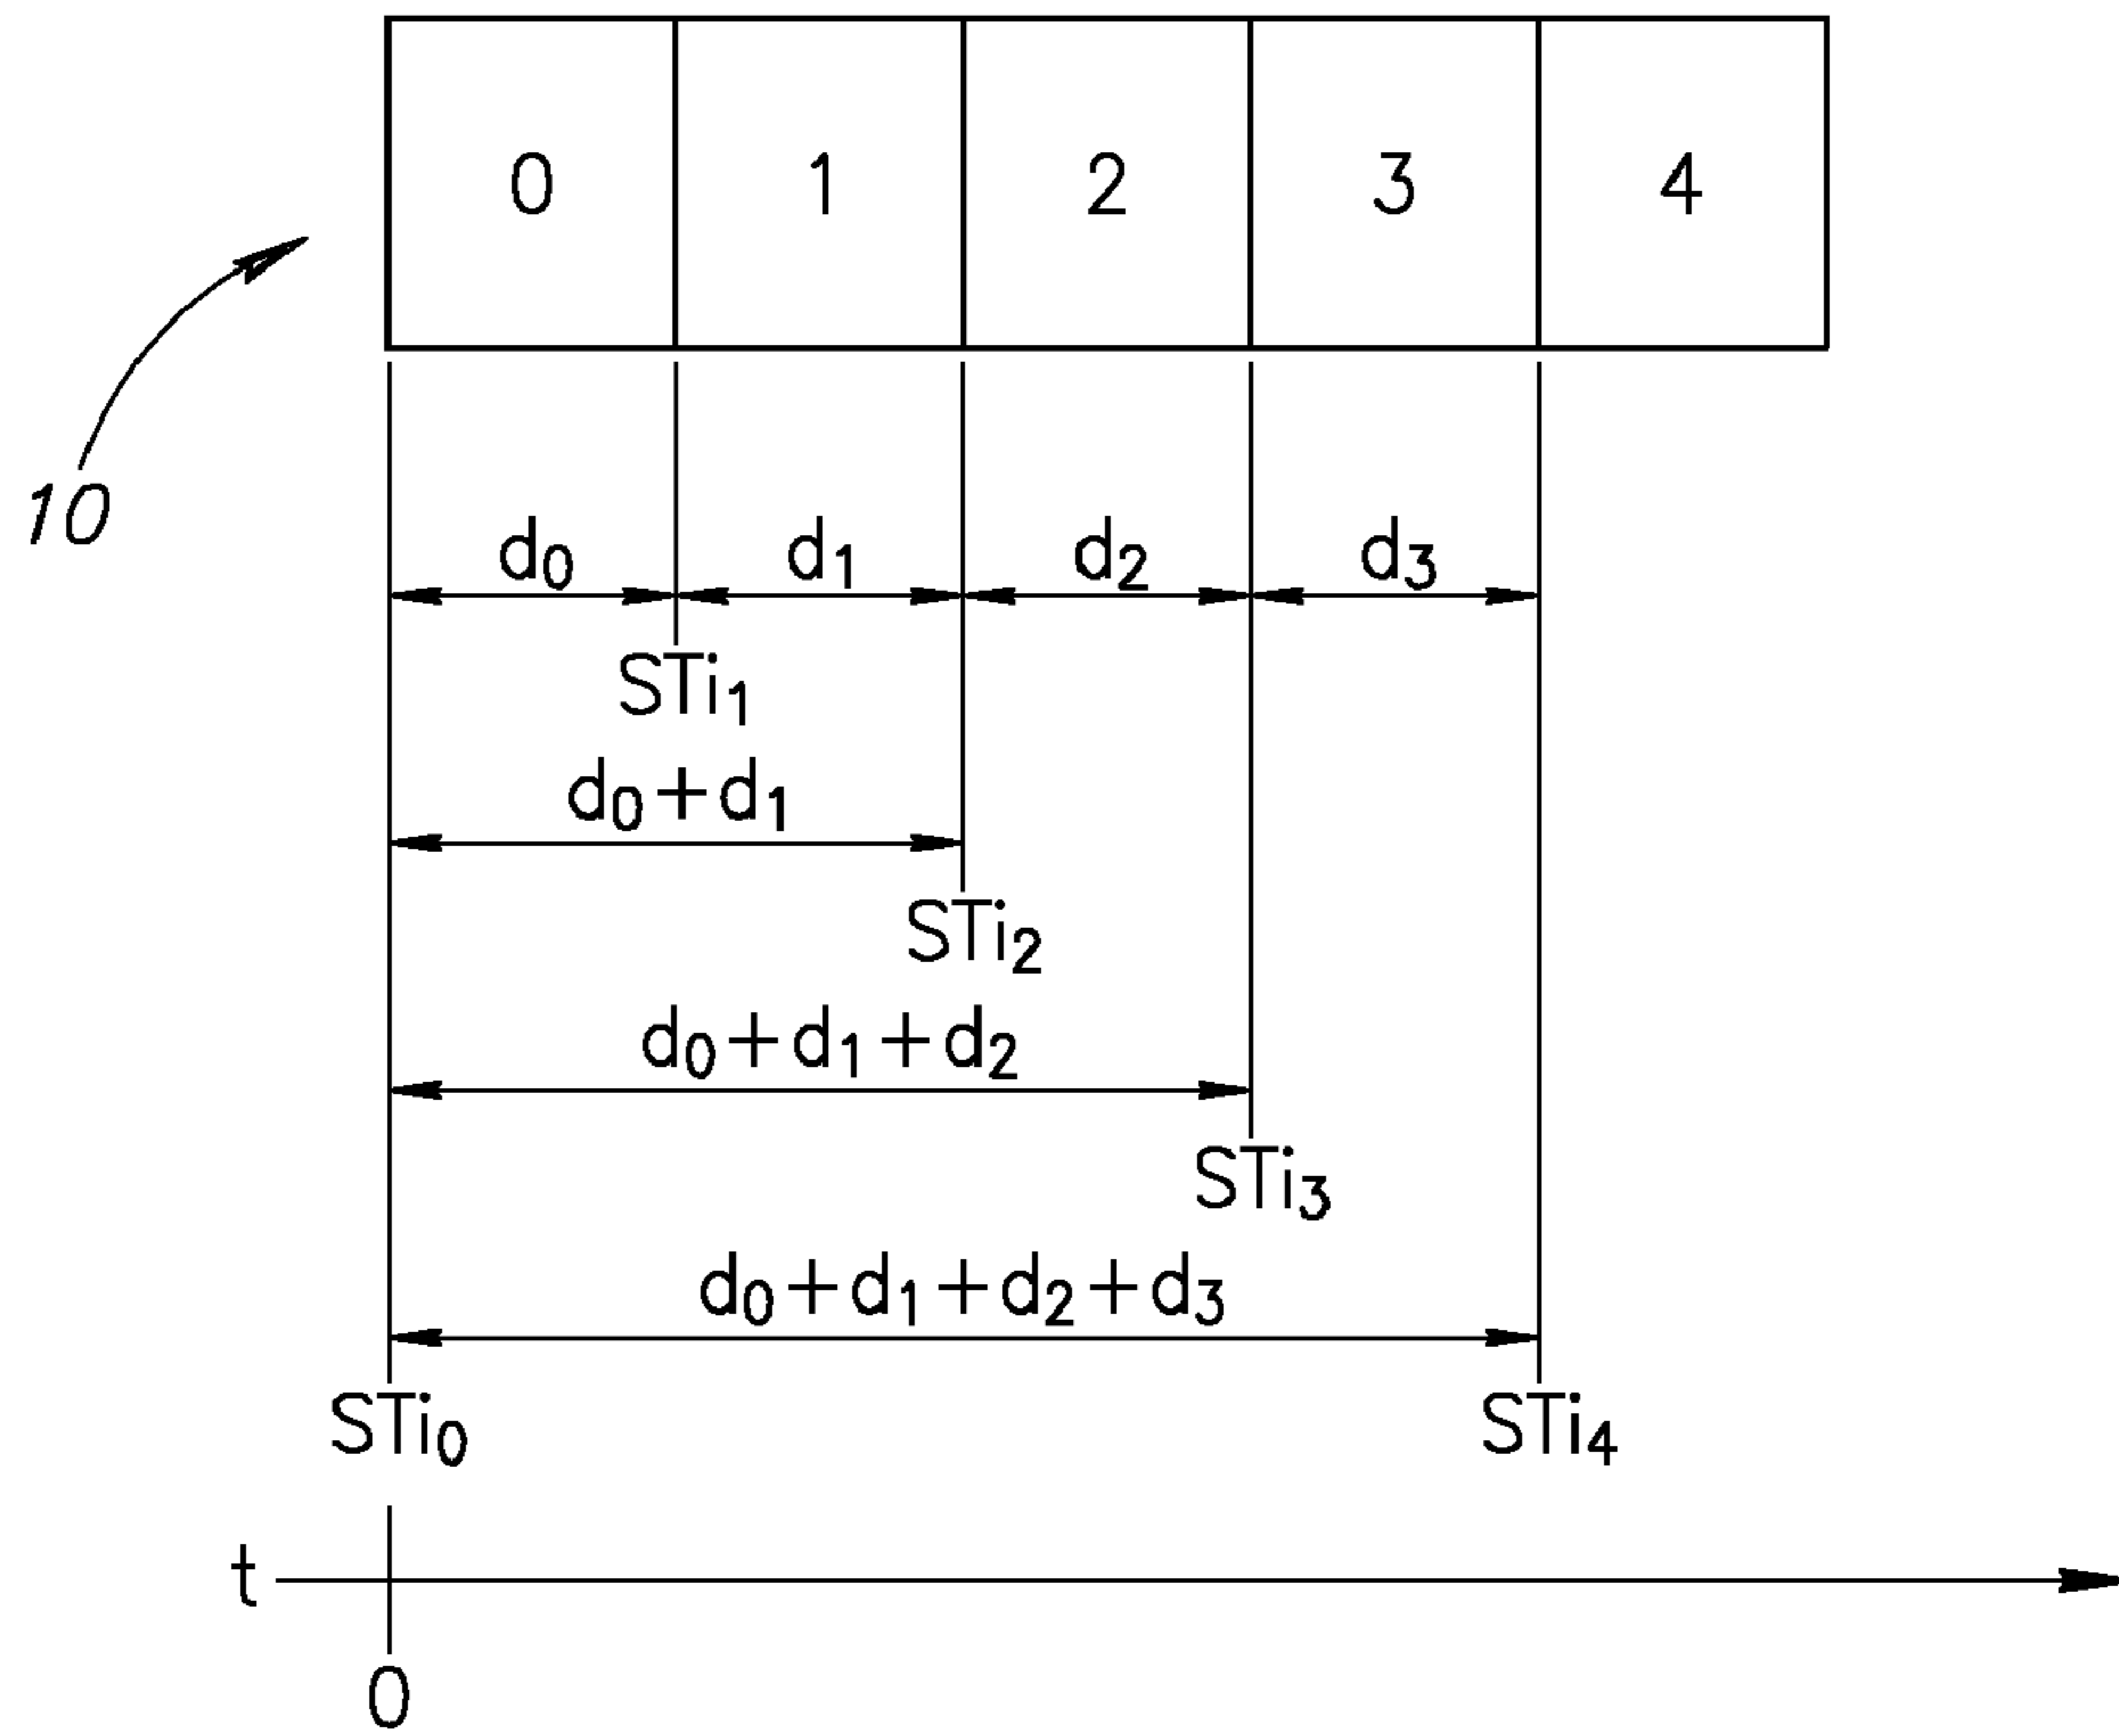 0 1 2 3 4
10
d0 d1 d2 d3
STi1
d0+d1
STi2
d0+d1+d2
STi3
d0+d1+d2+d3
STi0 STi4
t
0